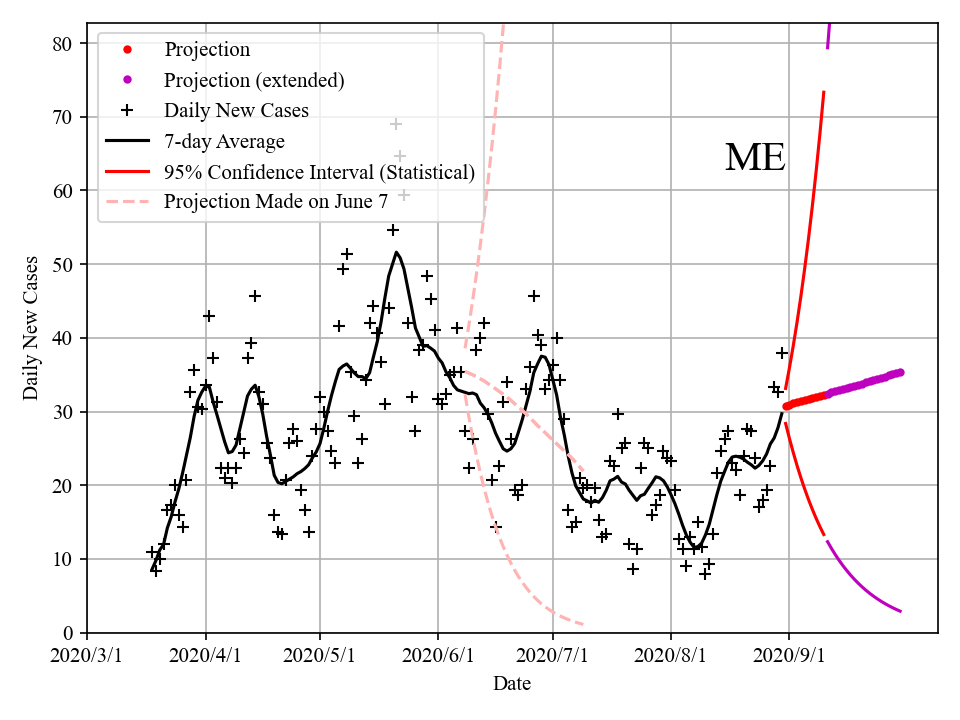 80
70
60
50
40
30
20
10
0
Daily New Cases
Projection
Projection (extended)
Daily New Cases
7-day Average
95% Confidence Interval (Statistical)
Projection Made on June 7
ME
2020/3/1 2020/4/1 2020/5/1 2020/6/1 2020/7/1 2020/8/1 2020/9/1
Date